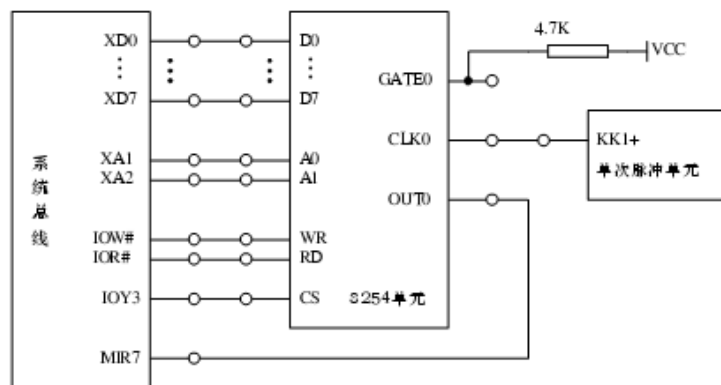 4.7K
VCC
XD0
D0
⋮
⋮
⋮
⋮
GATE0
XD7
D7
CLK0
KK1+
单次脉冲单元
XA1
A0
XA2
A1
系统总线
OUT0
IOW#
WR
IOR#
RD
IOY3
CS
8254单元
MIR7